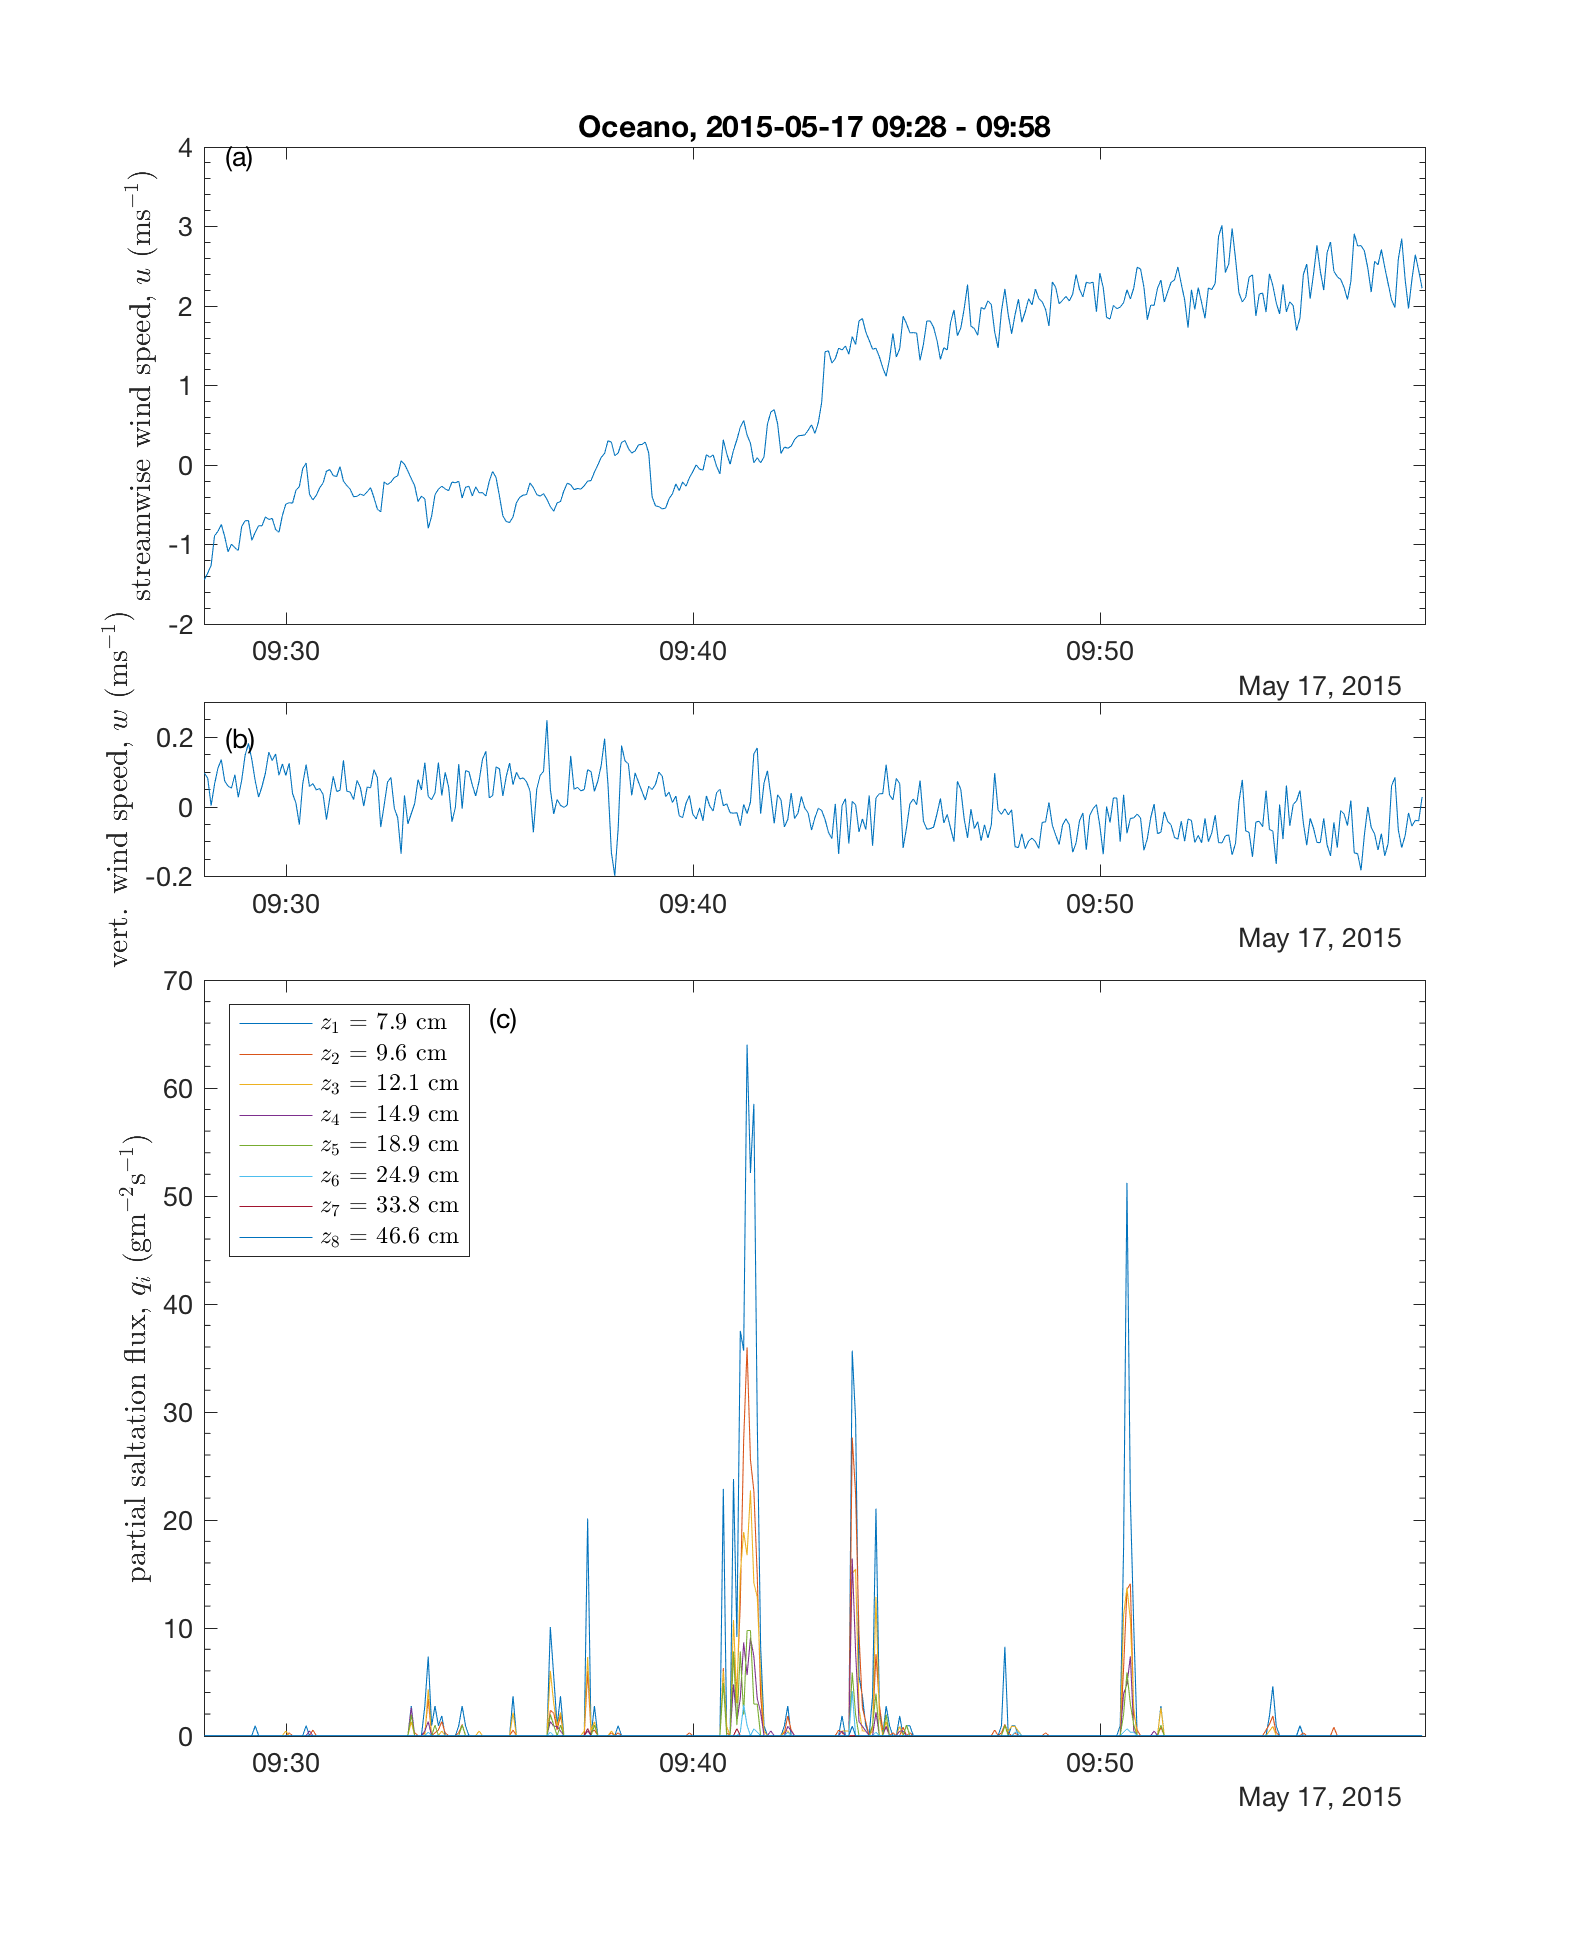 Oceano, 2015-05-17 09:28 - 09:58
(a)
streamwise wind speed, u (ms⁻¹)
4
3
2
1
0
-1
-2
09:30 09:40 09:50
May 17, 2015
(b)
vert. wind speed, w (ms⁻¹)
0.2
0
-0.2
09:30 09:40 09:50
May 17, 2015
(c)
partial saltation flux, qᵢ (gm⁻²s⁻¹)
70
60
50
40
30
20
10
0
z₁ = 7.9 cm
z₂ = 9.6 cm
z₃ = 12.1 cm
z₄ = 14.9 cm
z₅ = 18.9 cm
z₆ = 24.9 cm
z₇ = 33.8 cm
z₈ = 46.6 cm
09:30 09:40 09:50
May 17, 2015